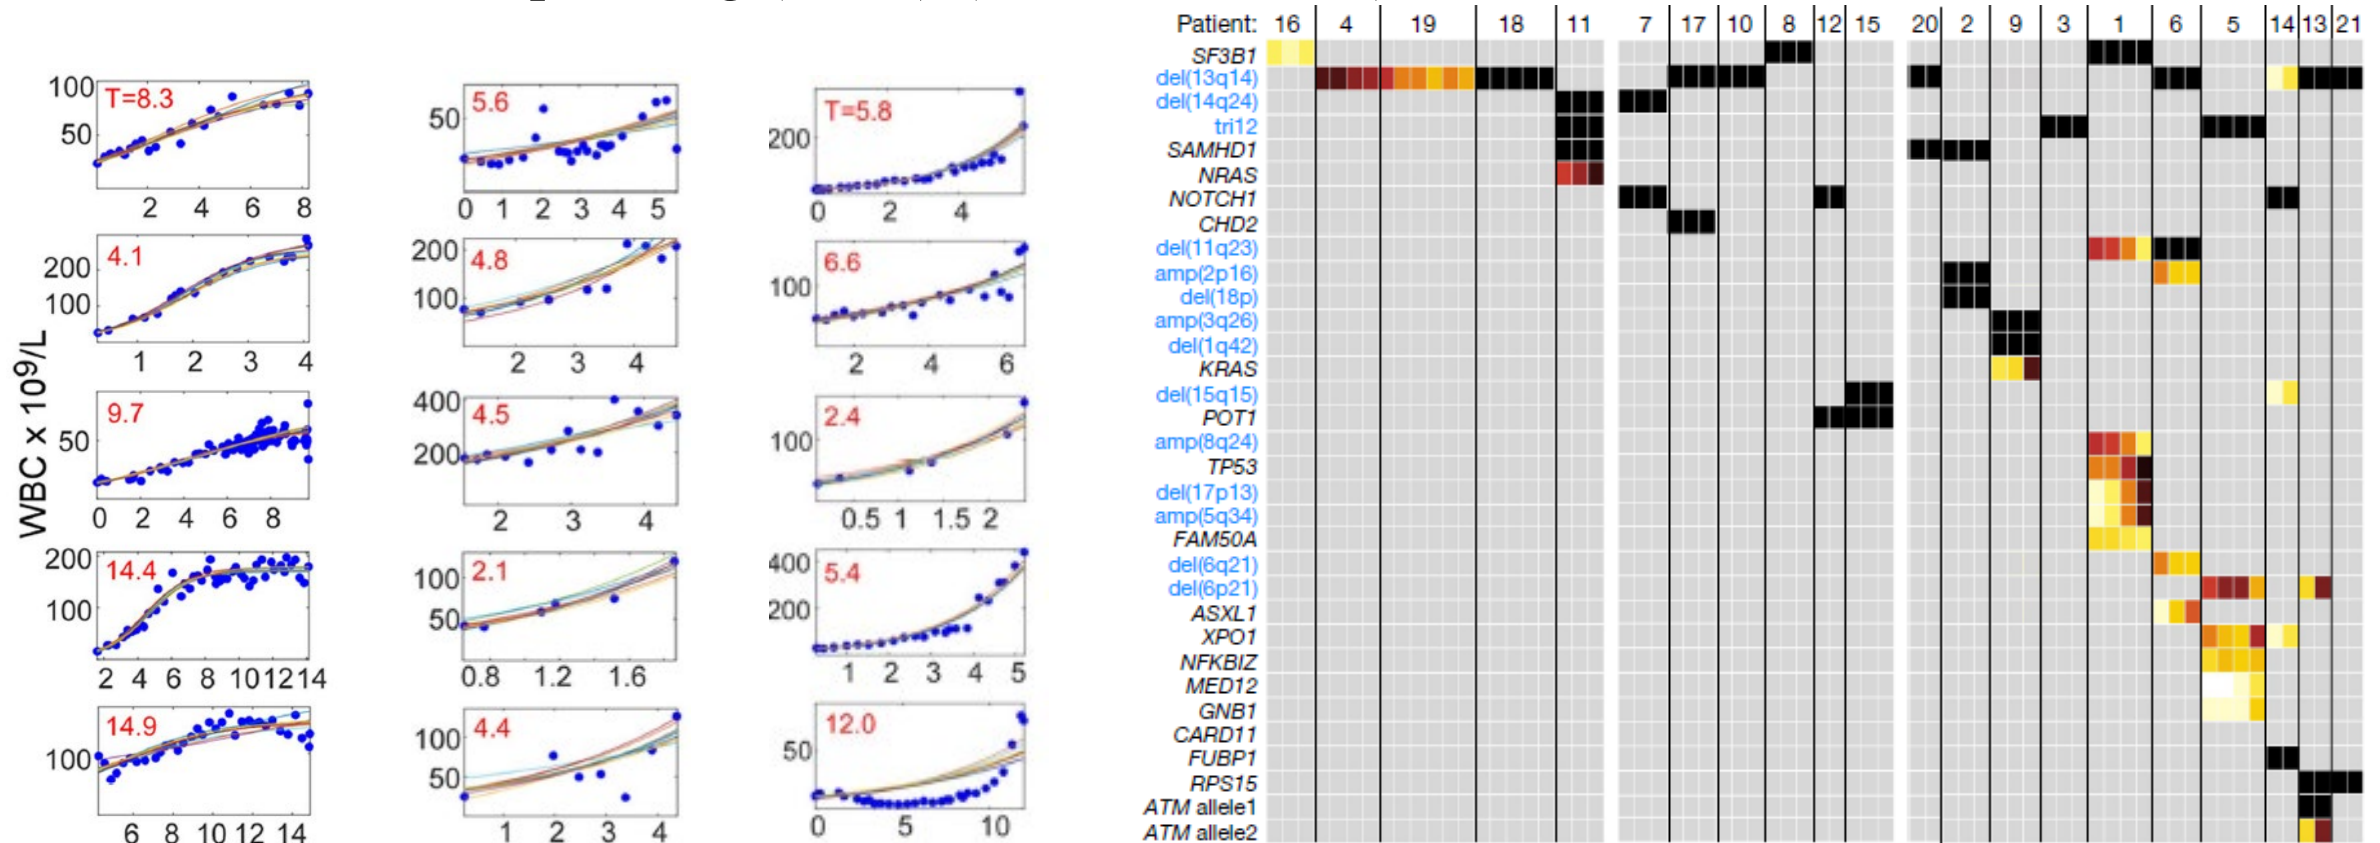 WBC x 10⁹/L
T=8.3
100
50
2 4 6 8
4.1
200
100
1 2 3 4
9.7
50
0 2 4 6 8
14.4
200
100
2 4 6 8 10 12 14
14.9
100
6 8 10 12 14
5.6
50
0 1 2 3 4 5
4.8
200
100
2 3 4
4.5
400
200
2 3 4
2.1
100
50
0.8 1.2 1.6
4.4
100
50
1 2 3 4
T=5.8
200
0 2 4
6.6
100
2 4 6
2.4
100
0.5 1 1.5 2
5.4
400
200
1 2 3 4 5
12.0
50
0 5 10
Patient: 16 4 19 18 11 7 17 10 8 12 15 20 2 9 3 1 6 5 14 13 21
SF3B1
del(13q14)
del(14q24)
tri12
SAMHD1
NRAS
NOTCH1
CHD2
del(11q23)
amp(2p16)
del(18p)
amp(3q26)
del(1q42)
KRAS
del(15q15)
POT1
amp(8q24)
TP53
del(17p13)
amp(5q34)
FAM50A
del(6q21)
del(6p21)
ASXL1
XPO1
NFKBIZ
MED12
GNB1
CARD11
FUBP1
RPS15
ATM allele1
ATM allele2